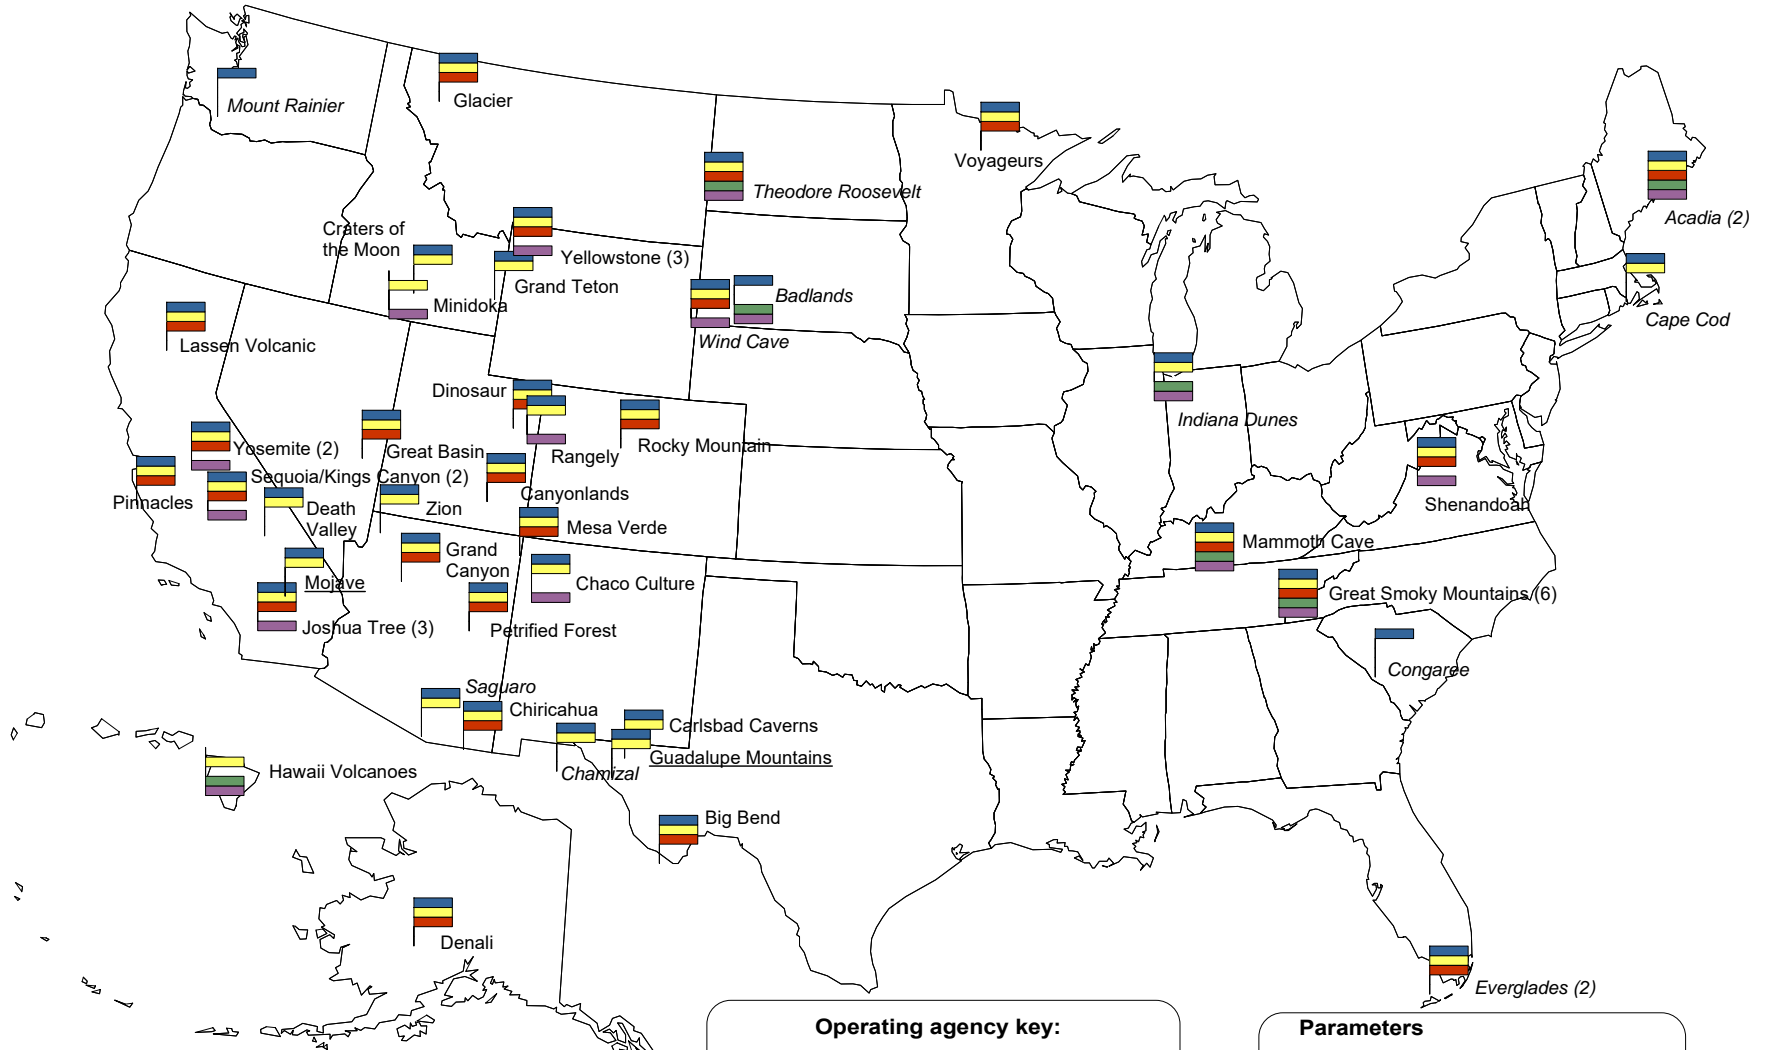 Glacier
Mount Rainier
Voyageurs
Theodore Roosevelt
Acadia (2)
Craters of
the Moon
Yellowstone (3)
Grand Teton
Badlands
Minidoka
Cape Cod
Lassen Volcanic
Wind Cave
Dinosaur
Indiana Dunes
Rocky Mountain
Yosemite (2)
Great Basin
Rangely
Sequoia/Kings Canyon (2)
Canyonlands
Pinnacles
Death
Valley
Zion
Shenandoah
Mesa Verde
Mammoth Cave
Grand
Canyon
Mojave
Chaco Culture
Great Smoky Mountains (6)
Joshua Tree (3)
Petrified Forest
Congaree
Saguaro
Chiricahua
Carlsbad Caverns
Guadalupe Mountains
Chamizal
Hawaii Volcanoes
Big Bend
Denali
Everglades (2)
Operating agency key:
Parameters